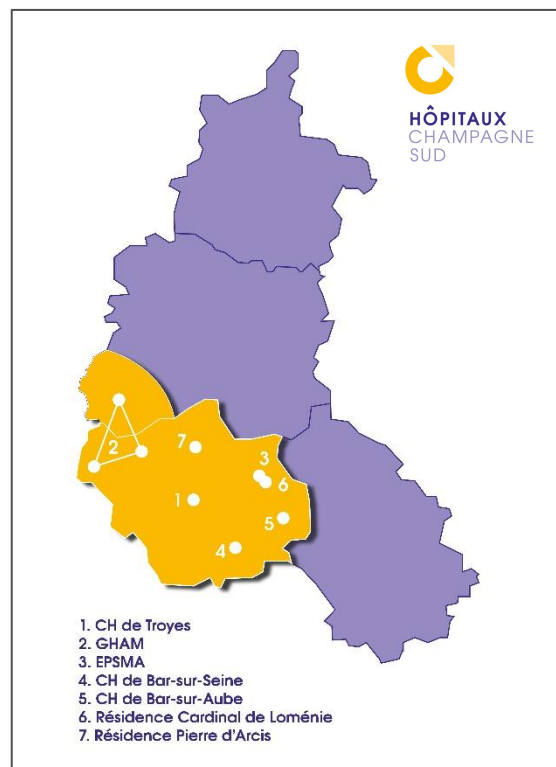 HÔPITAUX
CHAMPAGNE
SUD
2
7
3
6
1
5
4
1. CH de Troyes
2. GHAM
3. EPSMA
4. CH de Bar-sur-Seine
5. CH de Bar-sur-Aube
6. Résidence Cardinal de Loménie
7. Résidence Pierre d'Arcis